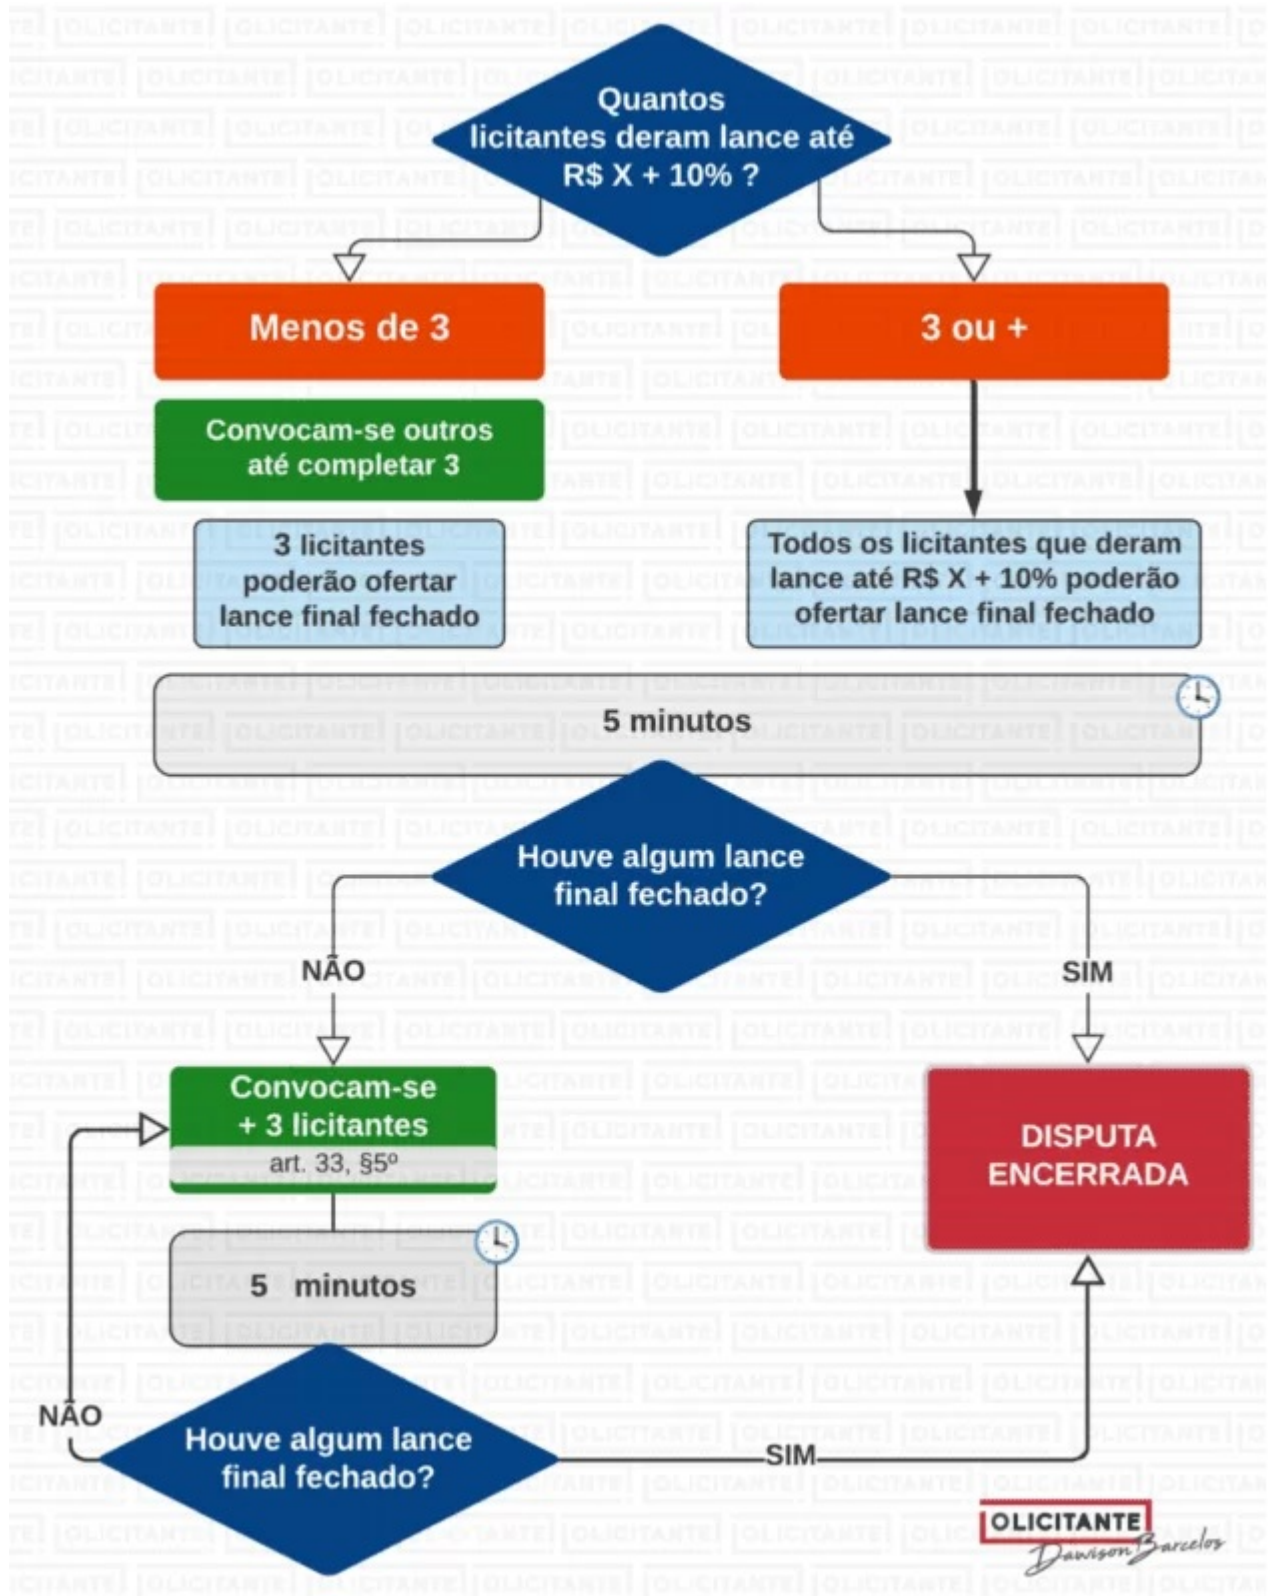 Quantos
licitantes deram lance até
R$ X + 10% ?
Menos de 3
3 ou +
Convocam-se outros
até completar 3
3 licitantes
poderão ofertar
lance final fechado
Todos os licitantes que deram
lance até R$ X + 10% poderão
ofertar lance final fechado
5 minutos
Houve algum lance
final fechado?
NÃO
SIM
Convocam-se
+ 3 licitantes
art. 33, §5º
DISPUTA
ENCERRADA
5 minutos
NÃO
Houve algum lance
final fechado?
SIM
OLICITANTE
Dawison Barcelos